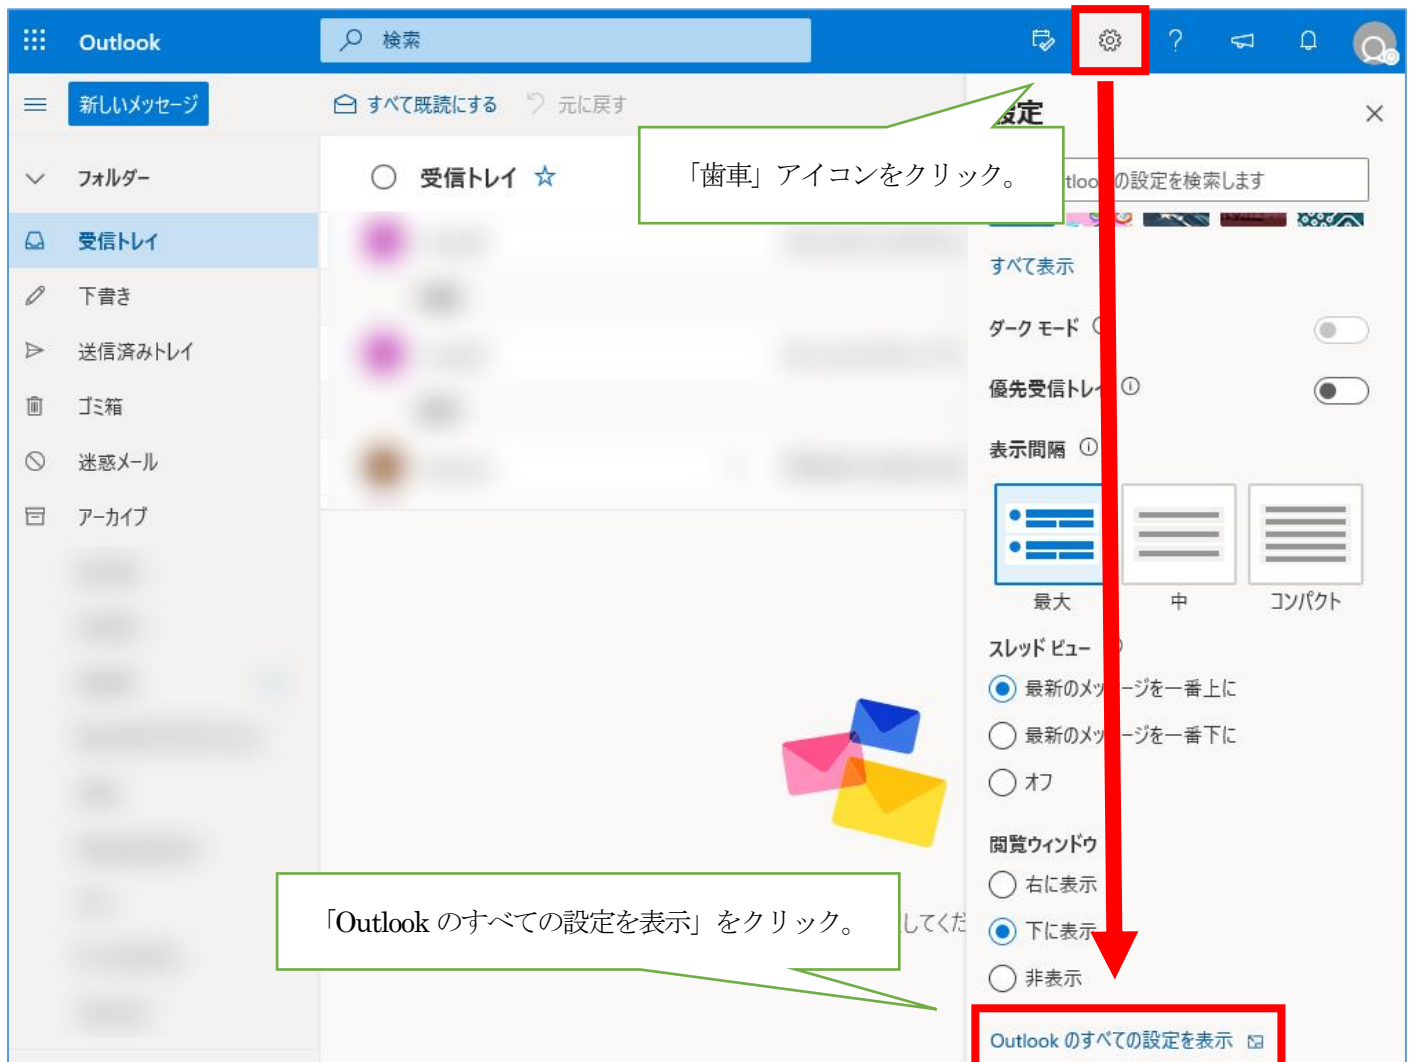 Outlook
検索
新しいメッセージ
すべて既読にする
元に戻す
フォルダー
受信トレイ
下書き
送信済みトレイ
ゴミ箱
迷惑メール
アーカイブ
受信トレイ
「歯車」アイコンをクリック。
設定
の設定を検索します
すべて表示
ダーク モード
優先受信トレイ
表示間隔
最大
中
コンパクト
スレッド ビュー
最新のメッセージを一番上に
最新のメッセージを一番下に
オフ
閲覧ウィンドウ
右に表示
下に表示
非表示
「Outlook のすべての設定を表示」をクリック。
してくだ
Outlook のすべての設定を表示